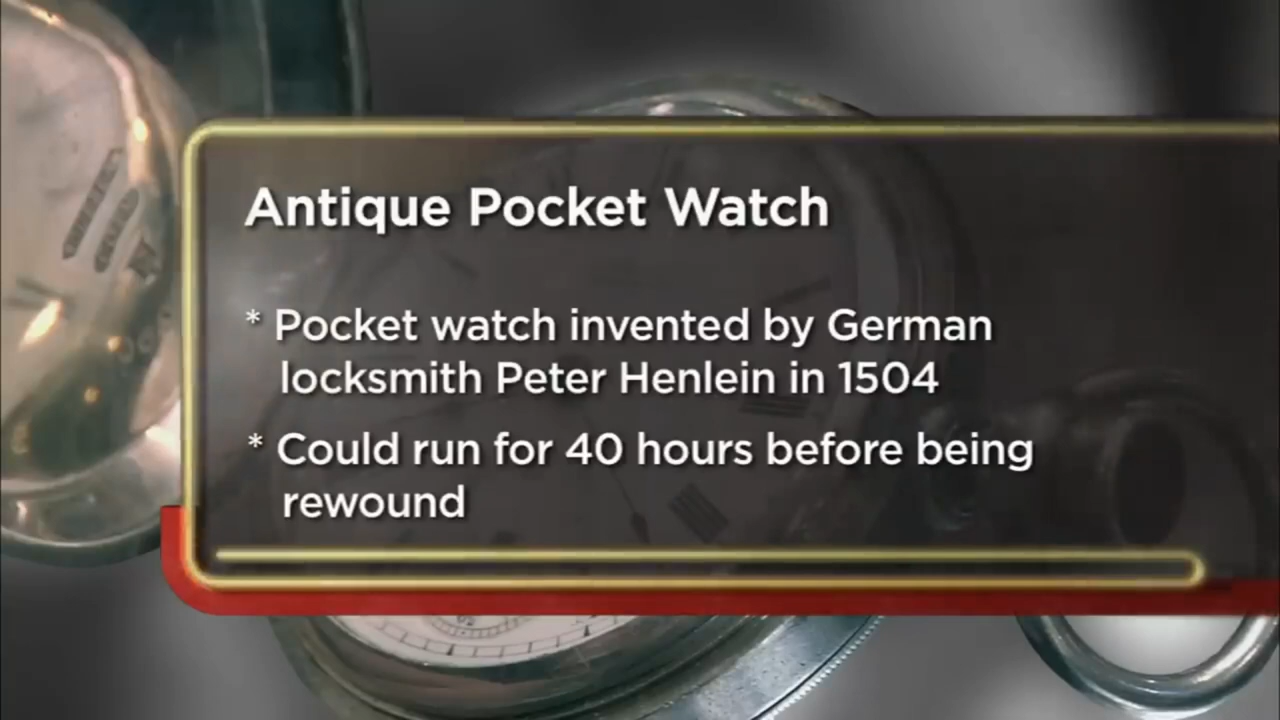 Antique Pocket Watch
* Pocket watch invented by German
locksmith Peter Henlein in 1504
* Could run for 40 hours before being
rewound